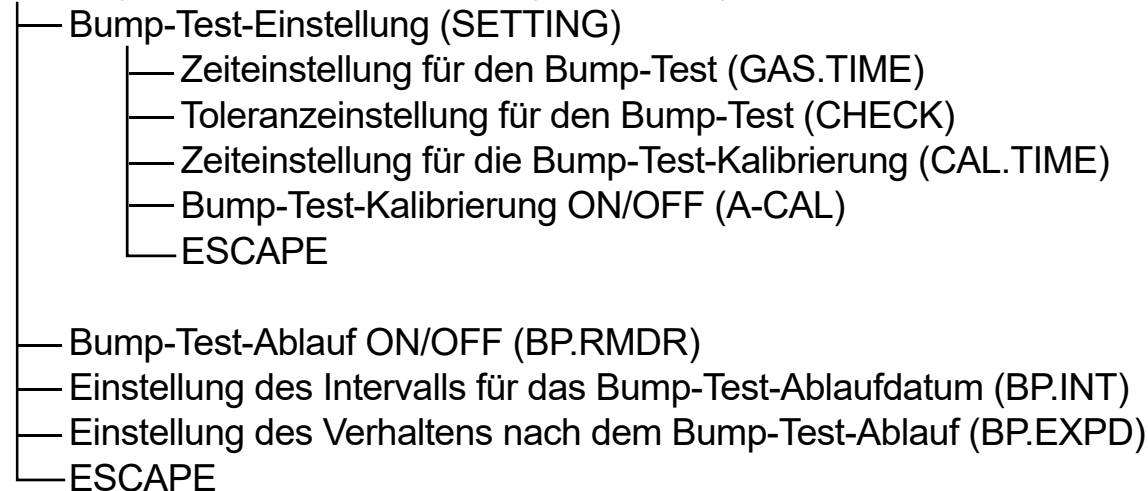 Bump-Test-Einstellung (SETTING)
Zeiteinstellung für den Bump-Test (GAS.TIME)
Toleranzeinstellung für den Bump-Test (CHECK)
Zeiteinstellung für die Bump-Test-Kalibrierung (CAL.TIME)
Bump-Test-Kalibrierung ON/OFF (A-CAL)
ESCAPE
Bump-Test-Ablauf ON/OFF (BP.RMDR)
Einstellung des Intervalls für das Bump-Test-Ablaufdatum (BP.INT)
Einstellung des Verhaltens nach dem Bump-Test-Ablauf (BP.EXPD)
ESCAPE